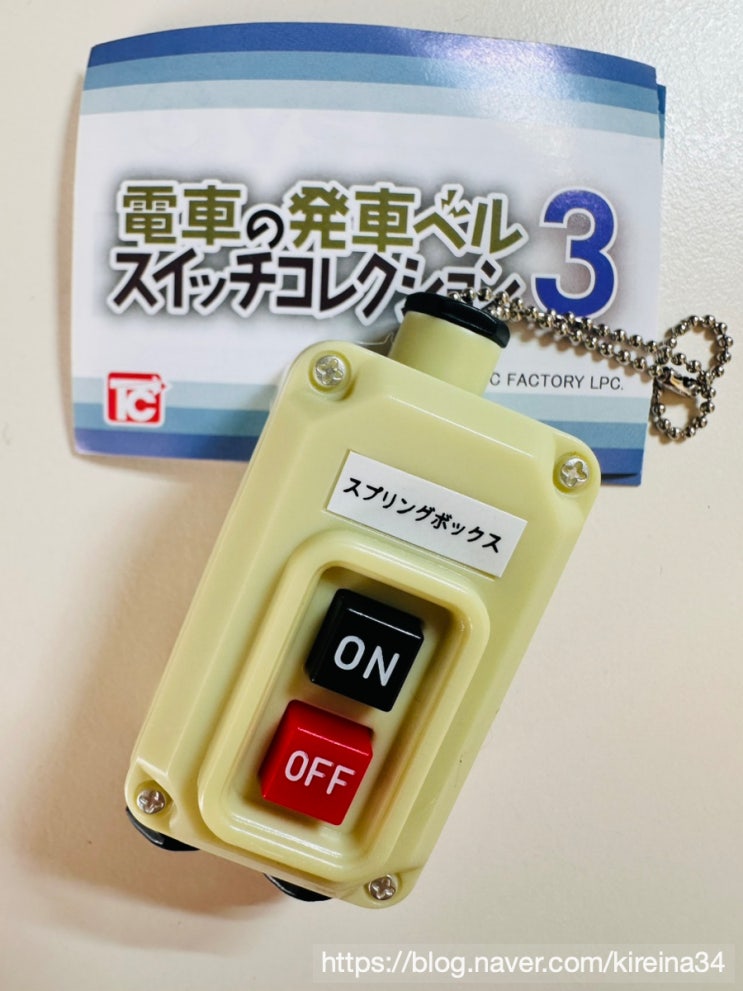 電車の発車ベル
スイッチコレクション3
TC
C FACTORY LPC.
スプリングボックス
ON
OFF
https://blog.naver.com/kireina34